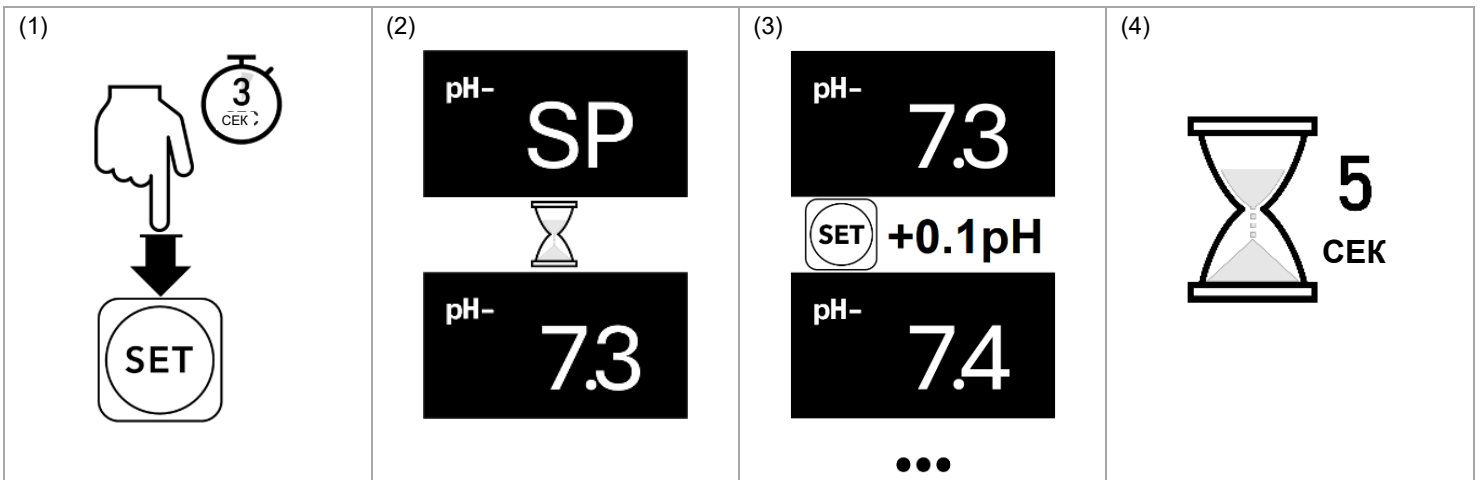 (1)
3
СЕК
SET
(2)
pH-
SP
pH-
7.3
(3)
pH-
7.3
SET +0.1pH
pH-
7.4
•••
(4)
5
СЕК